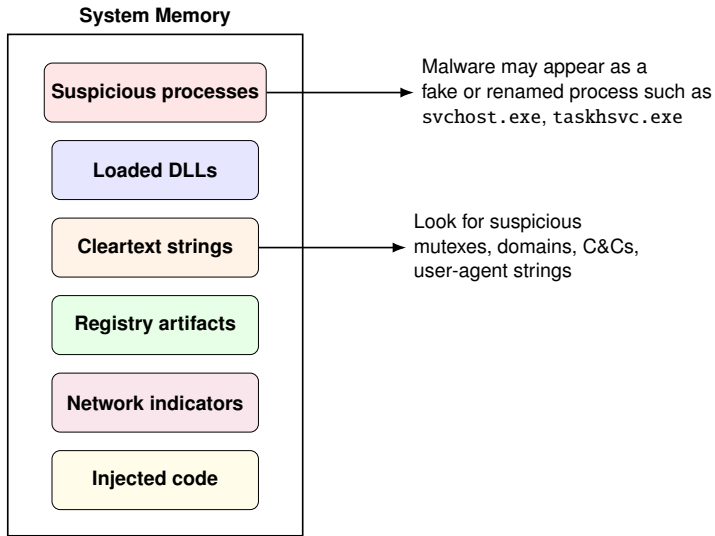 System Memory
Suspicious processes
Malware may appear as a
fake or renamed process such as
svchost.exe, taskhsvc.exe
Loaded DLLs
Cleartext strings
Look for suspicious
mutexes, domains, C&Cs,
user-agent strings
Registry artifacts
Network indicators
Injected code